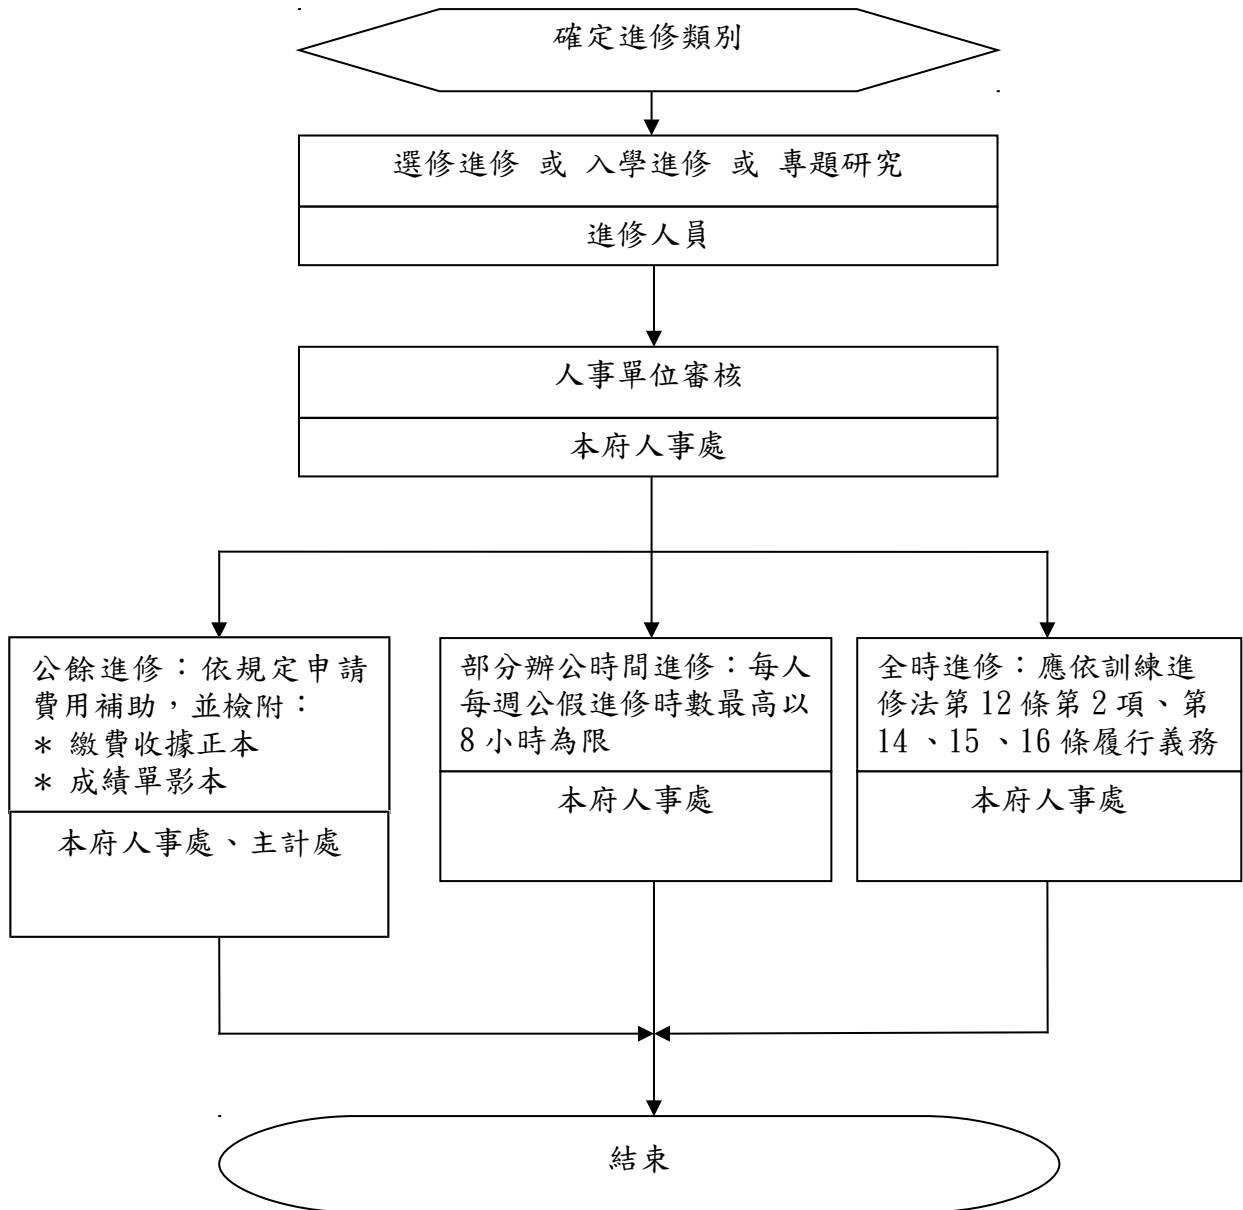 確定進修類別
選修進修 或 入學進修 或 專題研究
進修人員
人事單位審核
本府人事處
公餘進修：依規定申請
費用補助，並檢附：
* 繳費收據正本
* 成績單影本
本府人事處、主計處
部分辦公時間進修：每人
每週公假進修時數最高以
8 小時為限
本府人事處
全時進修：應依訓練進
修法第 12 條第 2 項、第
14 、15 、16 條履行義務
本府人事處
結束